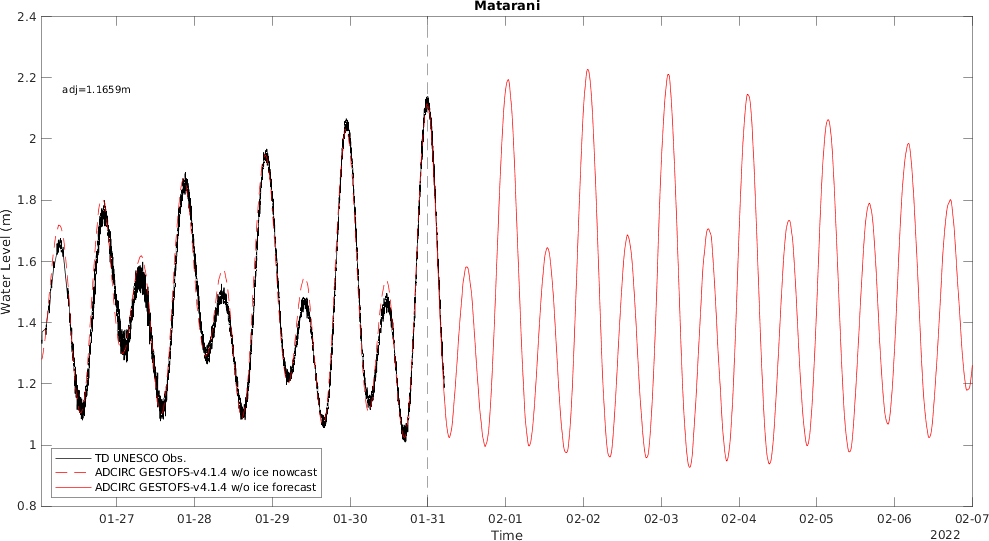 Matarani
2.4
2.2
2
1.8
1.6
1.4
1.2
1
0.8
Water Level (m)
adj=1.1659m
TD UNESCO Obs.
ADCIRC GESTOFS-v4.1.4 w/o ice nowcast
ADCIRC GESTOFS-v4.1.4 w/o ice forecast
01-27 01-28 01-29 01-30 01-31 02-01 02-02 02-03 02-04 02-05 02-06 02-07
Time
2022